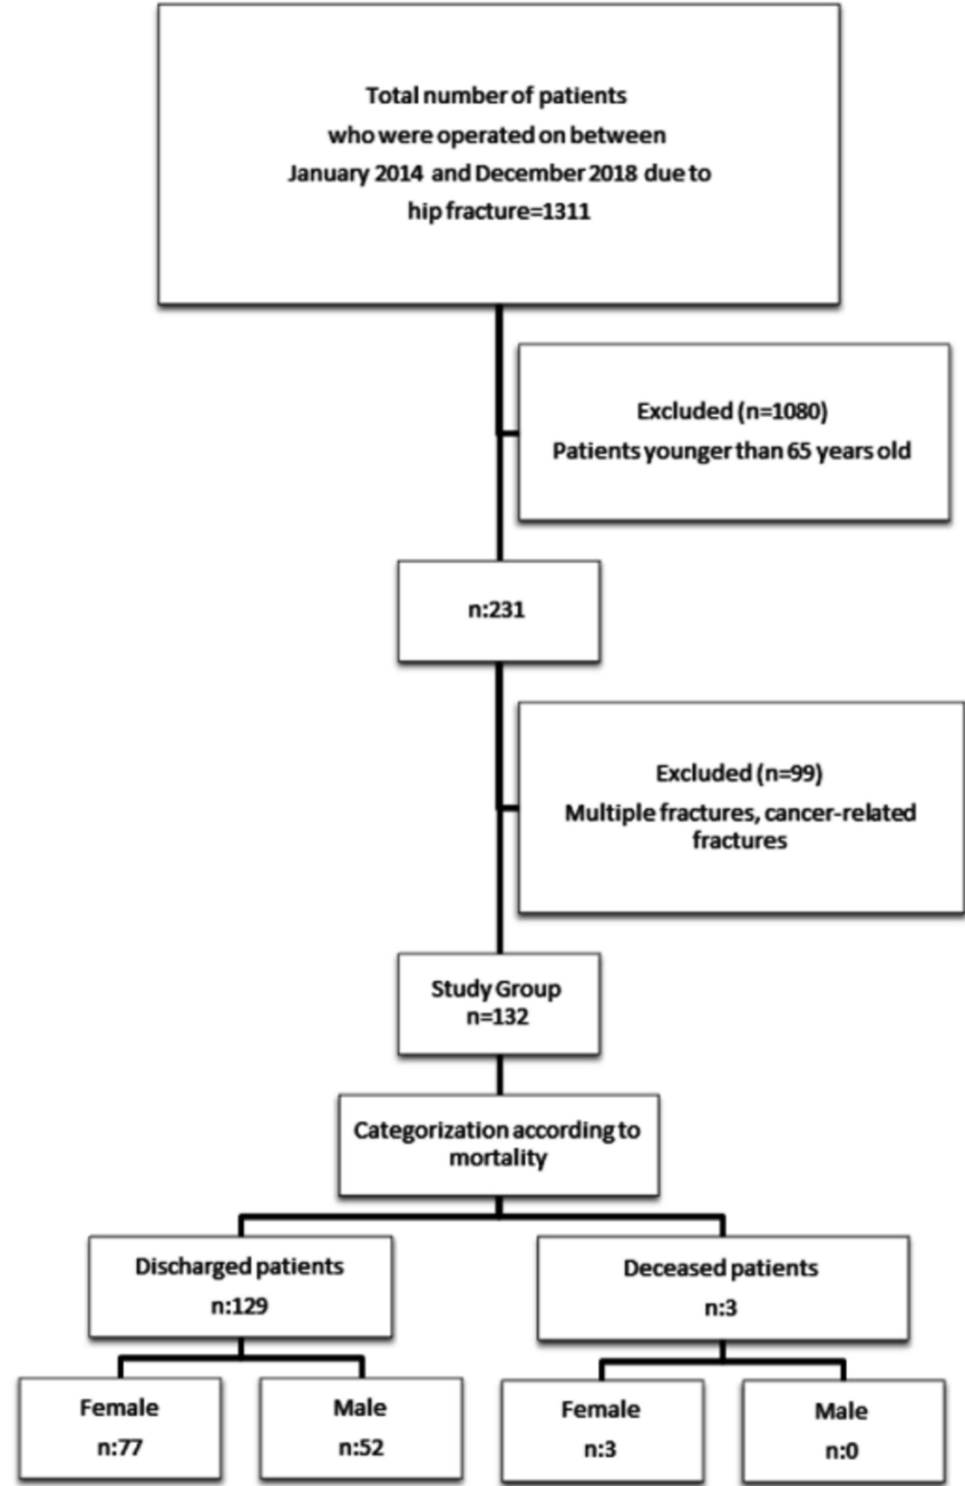 Total number of patients
who were operated on between
January 2014 and December 2018 due to
hip fracture=1311
Excluded (n=1080)
Patients younger than 65 years old
n:231
Excluded (n=99)
Multiple fractures, cancer-related
fractures
Study Group
n=132
Categorization according to
mortality
Discharged patients
n:129
Deceased patients
n:3
Female
n:77
Male
n:52
Female
n:3
Male
n:0